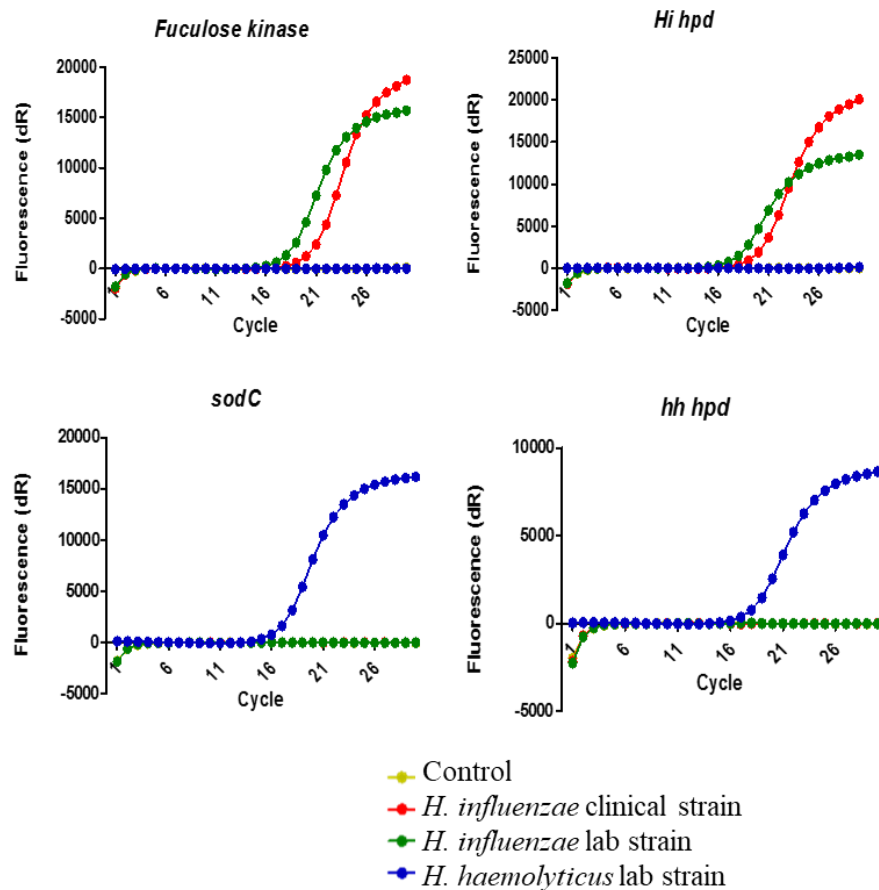 Fuculose kinase
20000
15000
10000
5000
0
-5000
Fluorescence (dR)
1 6 11 16 21 26
Cycle
Hi hpd
25000
20000
15000
10000
5000
0
-5000
Fluorescence (dR)
1 6 11 16 21 26
Cycle
sodC
20000
15000
10000
5000
0
-5000
Fluorescence (dR)
1 6 11 16 21 26
Cycle
hh hpd
10000
5000
0
-5000
Fluorescence (dR)
1 6 11 16 21 26
Cycle
Control
H. influenzae clinical strain
H. influenzae lab strain
H. haemolyticus lab strain